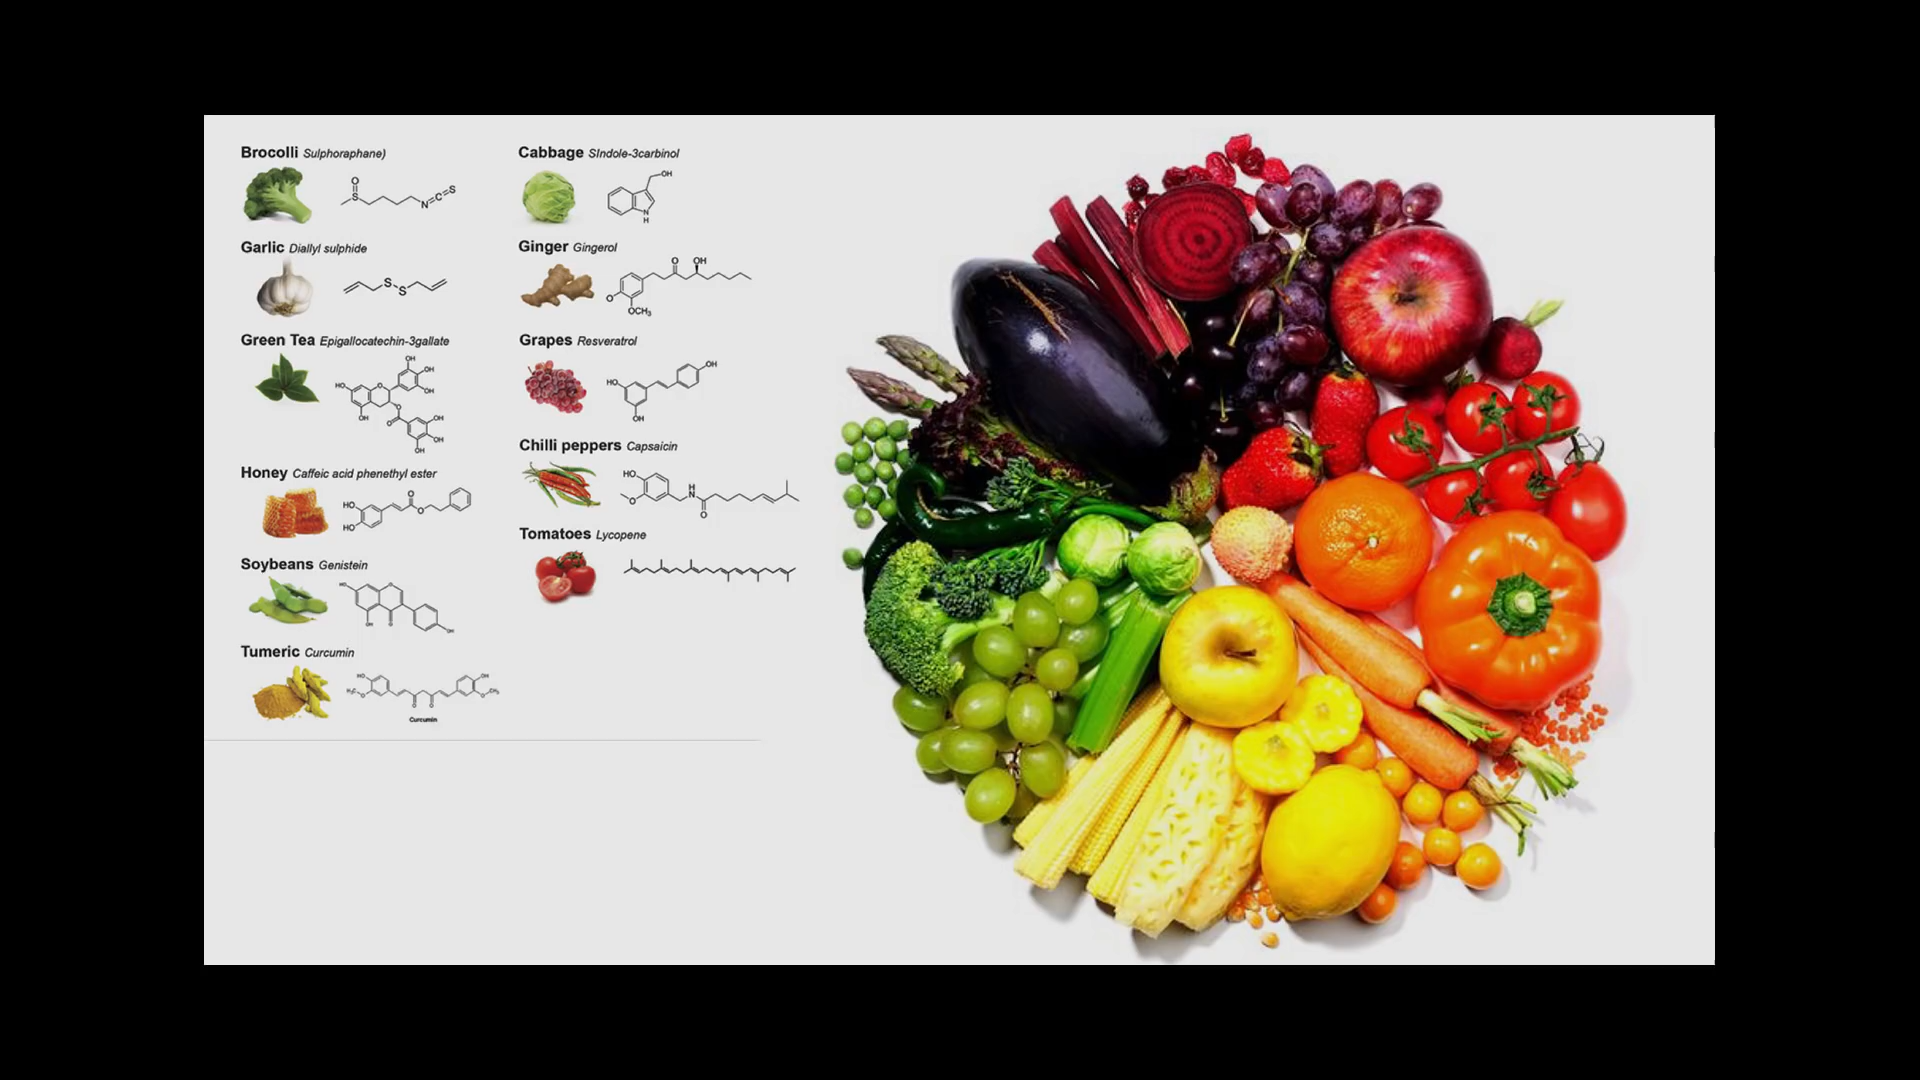 Brocolli Sulphoraphane)
Garlic Diallyl sulphide
Green Tea Epigallocatechin-3gallate
Honey Caffeic acid phenethyl ester
Soybeans Genistein
Tumeric Curcumin
Curcumin
Cabbage SIndole-3carbinol
Ginger Gingerol
Grapes Resveratrol
Chilli peppers Capsaicin
Tomatoes Lycopene